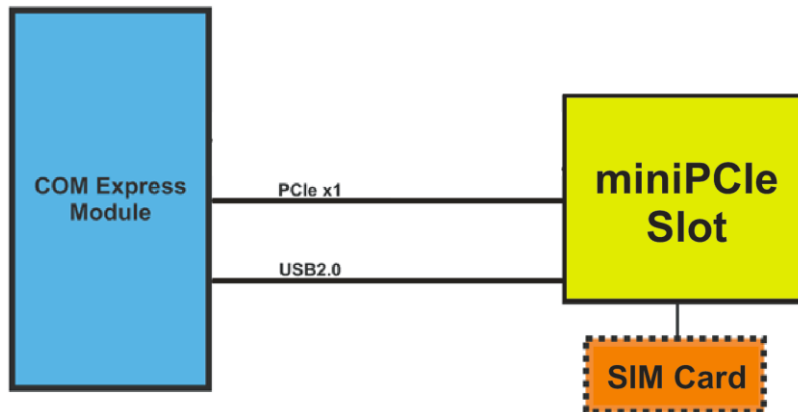 COM Express
Module
PCIe x1
USB2.0
miniPCIe
Slot
SIM Card